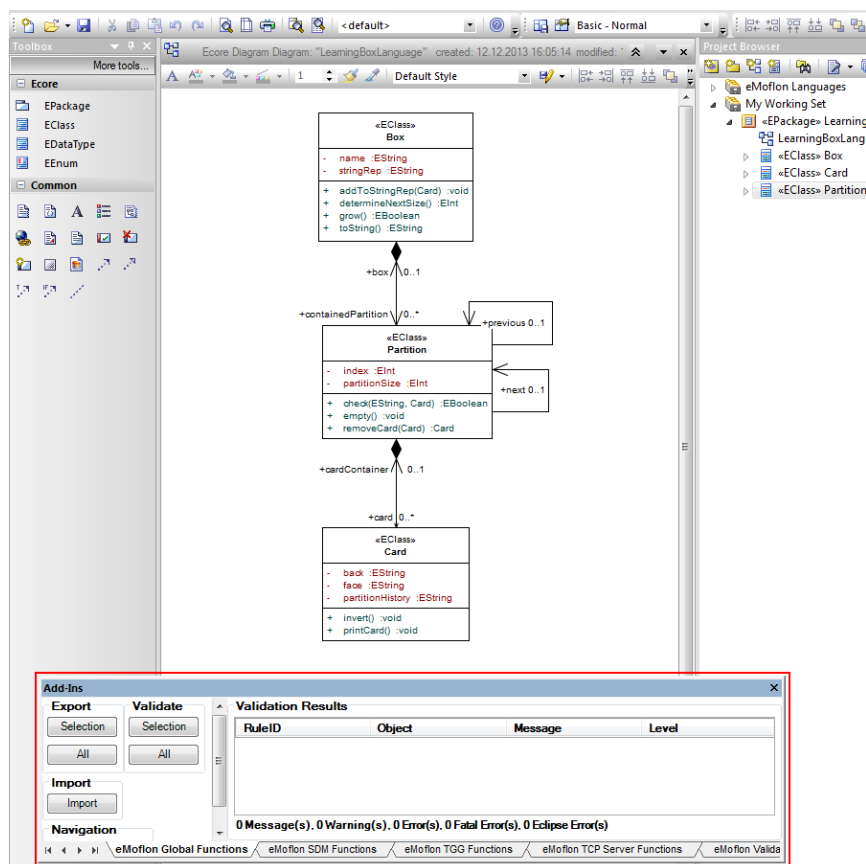 <default>
Basic - Normal
Toolbox
More tools...
Ecore
EPackage
EClass
EDataType
EEnum
Common
Ecore Diagram Diagram: "LearningBoxLanguage" created: 12.12.2013 16:05:14 modified:
A
1
Default Style
«EClass»
Box
- name :EString
- stringRep :EString
+ addToStringRep(Card) :void
+ determineNextSize() :EInt
+ grow() :EBoolean
+ toString() :EString
+box 0..1
+containedPartition 0..*
+previous 0..1
«EClass»
Partition
- index :EInt
- partitionSize :EInt
+ check(EString, Card) :EBoolean
+ empty() :void
+ removeCard(Card) :Card
+next 0..1
+cardContainer 0..1
+card 0..*
«EClass»
Card
- back :EString
- face :EString
- partitionHistory :EString
+ invert() :void
+ printCard() :void
Project Browser
eMoflon Languages
My Working Set
«EPackage» Learning
LearningBoxLang
«EClass» Box
«EClass» Card
«EClass» Partition
Add-Ins
Export
Selection
All
Validate
Selection
All
Import
Import
Navigation
Validation Results
RuleID Object Message Level
0 Message(s), 0 Warning(s), 0 Error(s), 0 Fatal Error(s), 0 Eclipse Error(s)
eMoflon Global Functions eMoflon SDM Functions eMoflon TGG Functions eMoflon TCP Server Functions eMoflon Valida